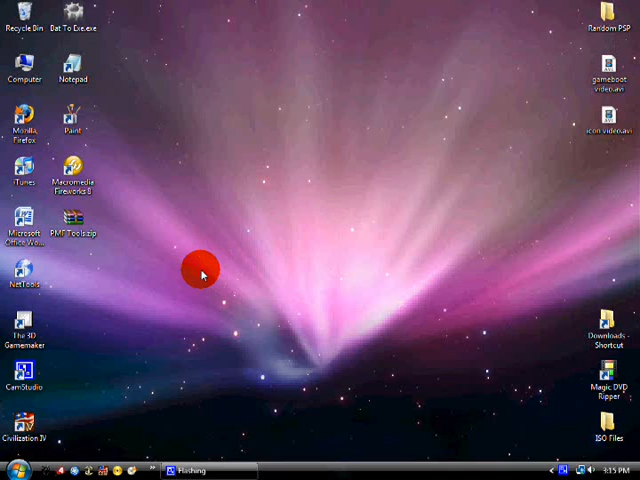 Recycle Bin
Bat To Exe.exe
Computer
Notepad
Mozilla
Firefox
Paint
iTunes
Macromedia
Fireworks 8
Microsoft
Office Wo...
PMF Tools.zip
NetTools
The 3D
Gamemaker
CamStudio
Civilization IV
Random PSP
gameboot
video.avi
icon video.avi
Downloads -
Shortcut
Magic DVD
Ripper
ISO Files
Flashing
3:15 PM